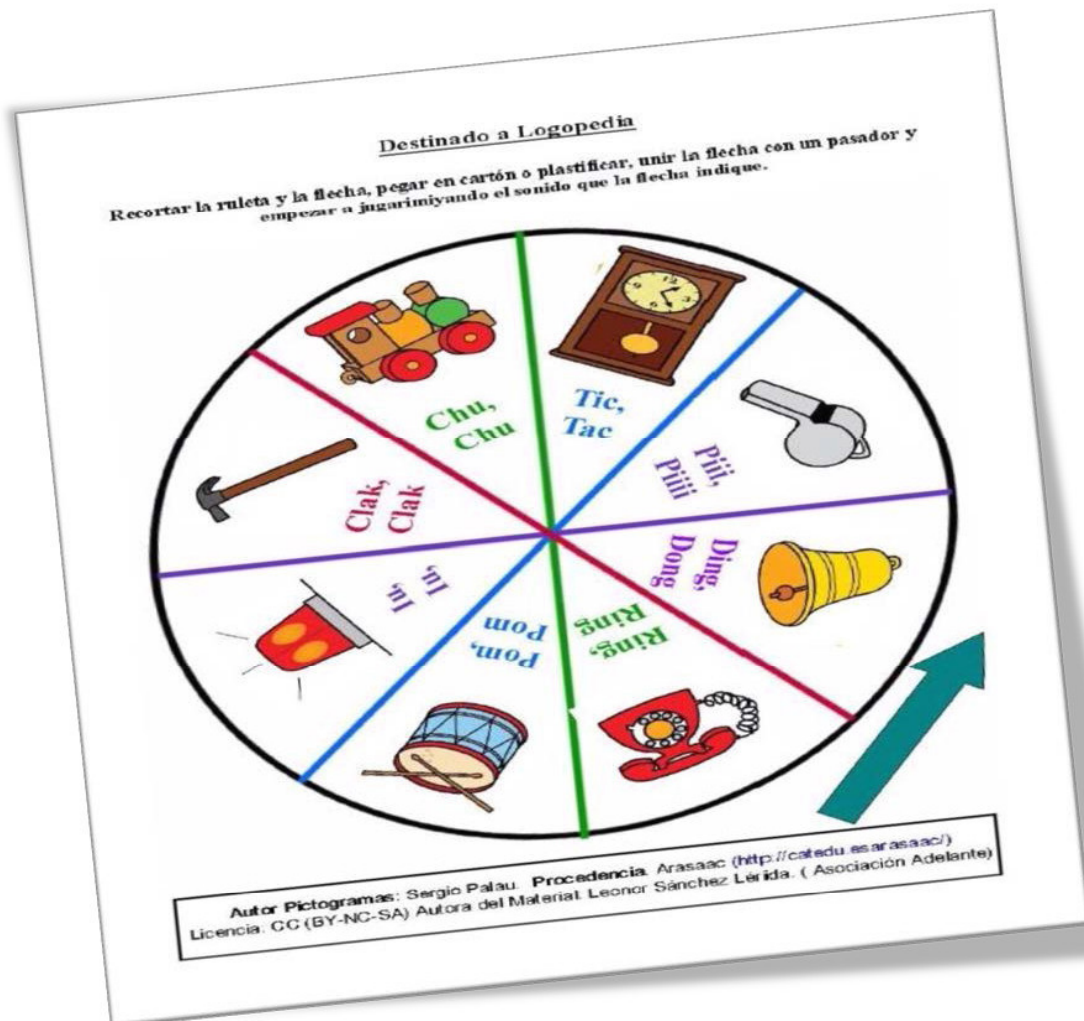 Destinado a Logopedia
Recortar la ruleta y la flecha, pegar en cartón o plastificar, unir la flecha con un pasador y
empezar a jugarimiyando el sonido que la flecha indique.
Chu,
Chu
Tic,
Tac
Piii,
Piiii
Ding,
Dong
Ring,
Ring
Pom,
Pom
Iu,
Iu
Clak,
Clak
Autor Pictogramas: Sergio Palau. Procedencia. Arasaac (http://catedu.esarasaac/)
Licencia: CC (BY-NC-SA) Autora del Material. Leonor Sánchez Lérida. ( Asociación Adelante)